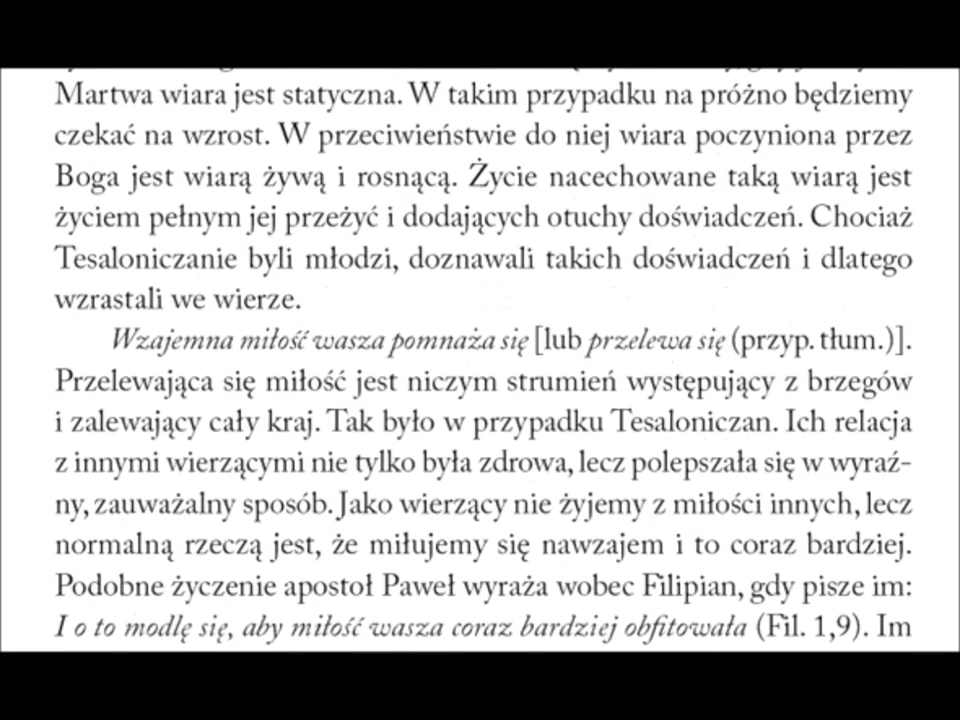 Martwa wiara jest statyczna. W takim przypadku na próżno będziemy
czekać na wzrost. W przeciwieństwie do niej wiara poczyniona przez
Boga jest wiarą żywą i rosnącą. Życie nacechowane taką wiarą jest
życiem pełnym jej przeżyć i dodających otuchy doświadczeń. Chociaż
Tesaloniczanie byli młodzi, doznawali takich doświadczeń i dlatego
wzrastali we wierze.
Wzajemna miłość wasza pomnaża się [lub przelewa się (przyp. tłum.)].
Przelewająca się miłość jest niczym strumień występujący z brzegów
i zalewający cały kraj. Tak było w przypadku Tesaloniczan. Ich relacja
z innymi wierzącymi nie tylko była zdrowa, lecz polepszała się w wyraź-
ny, zauważalny sposób. Jako wierzący nie żyjemy z miłości innych, lecz
normalną rzeczą jest, że miłujemy się nawzajem i to coraz bardziej.
Podobne życzenie apostoł Paweł wyraża wobec Filipian, gdy pisze im:
I o to modlę się, aby miłość wasza coraz bardziej obfitowała (Fil. 1,9). Im